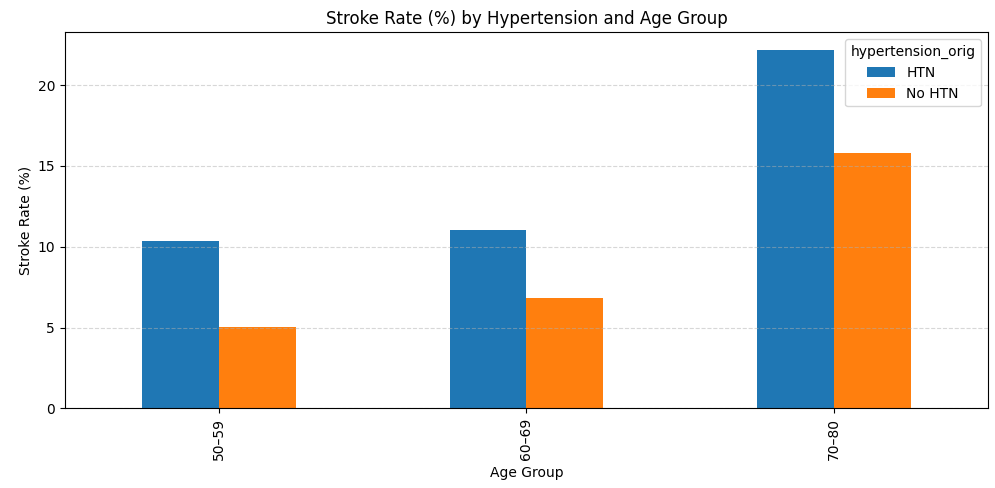 Stroke Rate (%) by Hypertension and Age Group
hypertension_orig
HTN
No HTN
Stroke Rate (%)
20
15
10
5
0
50–59
60–69
70–80
Age Group